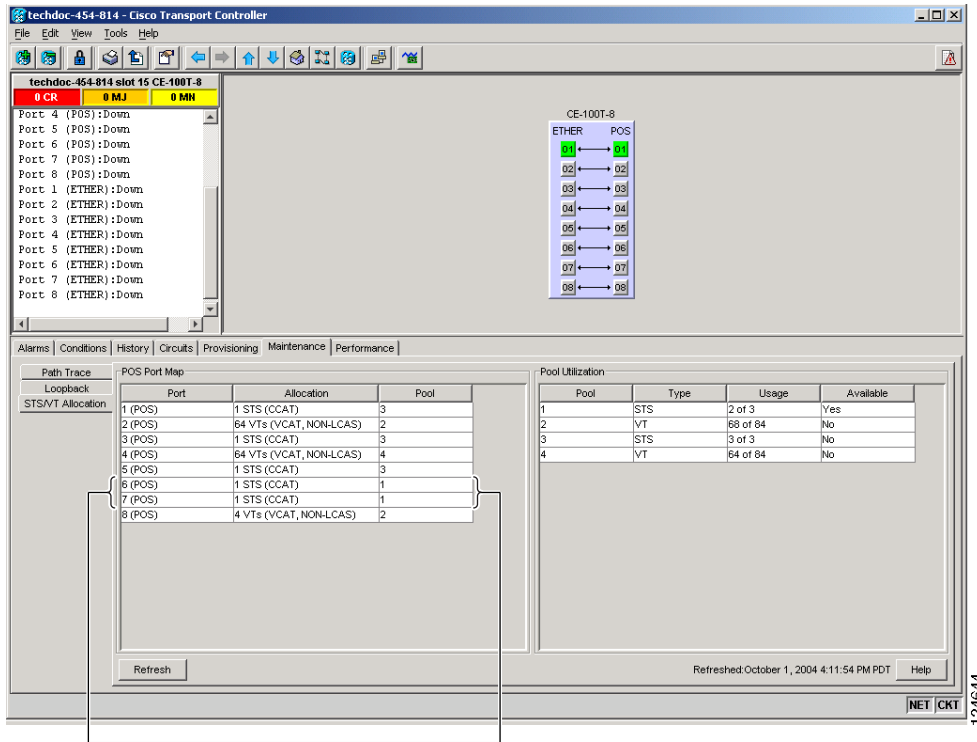 techdoc-454-814 - Cisco Transport Controller
File Edit View Tools Help
techdoc-454-814 slot 15 CE-100T-8
0 CR 0 MJ 0 MN
Port 4 (POS):Down
Port 5 (POS):Down
Port 6 (POS):Down
Port 7 (POS):Down
Port 8 (POS):Down
Port 1 (ETHER):Down
Port 2 (ETHER):Down
Port 3 (ETHER):Down
Port 4 (ETHER):Down
Port 5 (ETHER):Down
Port 6 (ETHER):Down
Port 7 (ETHER):Down
Port 8 (ETHER):Down
CE-100T-8
ETHER POS
01 01
02 02
03 03
04 04
05 05
06 06
07 07
08 08
Alarms Conditions History Circuits Provisioning Maintenance Performance
Path Trace
Loopback
STS/VT Allocation
POS Port Map
Port Allocation Pool
1 (POS) 1 STS (CCAT) 3
2 (POS) 64 VTs (VCAT, NON-LCAS) 2
3 (POS) 1 STS (CCAT) 3
4 (POS) 64 VTs (VCAT, NON-LCAS) 4
5 (POS) 1 STS (CCAT) 3
6 (POS) 1 STS (CCAT) 1
7 (POS) 1 STS (CCAT) 1
8 (POS) 4 VTs (VCAT, NON-LCAS) 2
Pool Utilization
Pool Type Usage Available
1 STS 2 of 3 Yes
2 VT 68 of 84 No
3 STS 3 of 3 No
4 VT 64 of 84 No
Refresh
Refreshed:October 1, 2004 4:11:54 PM PDT
Help
NET CKT
124644